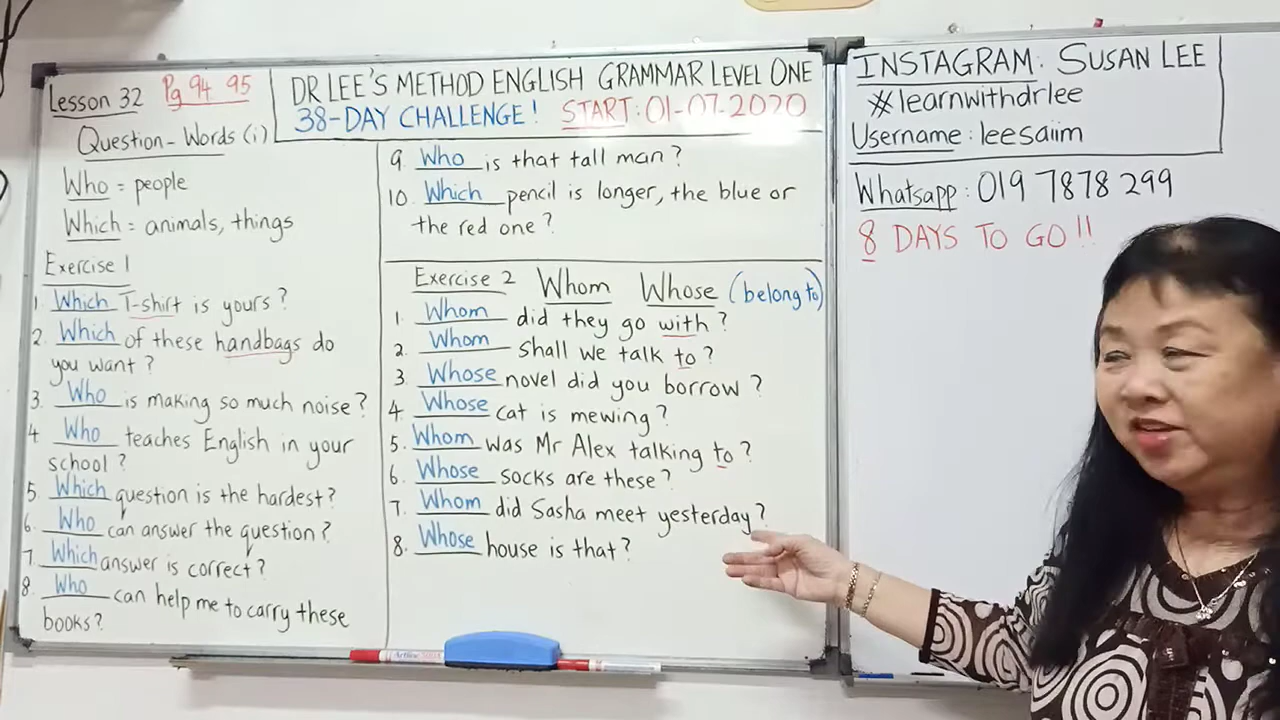 Lesson 32 Pg 94 95
DR LEE'S METHOD ENGLISH GRAMMAR LEVEL ONE
38-DAY CHALLENGE! START: 01-07-2020
Question-Words (i)
Who = people
Which = animals, things
Exercise 1
1. Which T-shirt is yours?
2. Which of these handbags do
you want?
3. Who is making so much noise?
4 Who teaches English in your
school?
5. Which question is the hardest?
6. Who can answer the question?
7. Which answer is correct?
8. Who can help me to carry these
books?
9. Who is that tall man?
10. Which pencil is longer, the blue or
the red one?
Exercise 2 Whom Whose (belong to)
1. Whom did they go with?
2. Whom shall we talk to?
3. Whose novel did you borrow?
4. Whose cat is mewing?
5. Whom was Mr Alex talking to?
6. Whose socks are these?
7. Whom did Sasha meet yesterday?
8. Whose house is that?
INSTAGRAM: SUSAN LEE
#learnwithdrlee
Username: leesaiim
Whatsapp: 019 7878 299
8 DAYS TO GO!!
Artline